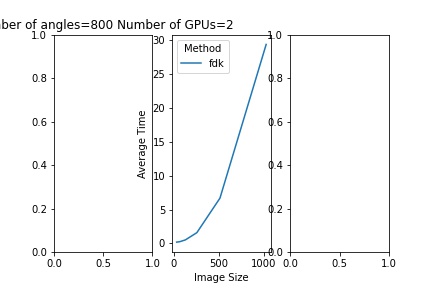 ber of angles=800 Number of GPUs=2
1.0
0.8
0.6
0.4
0.2
0.0
0.0 0.5 1.0
Average Time
30
25
20
15
10
5
0
Method
fdk
0 500 1000
Image Size
1.0
0.8
0.6
0.4
0.2
0.0
0.0 0.5 1.0